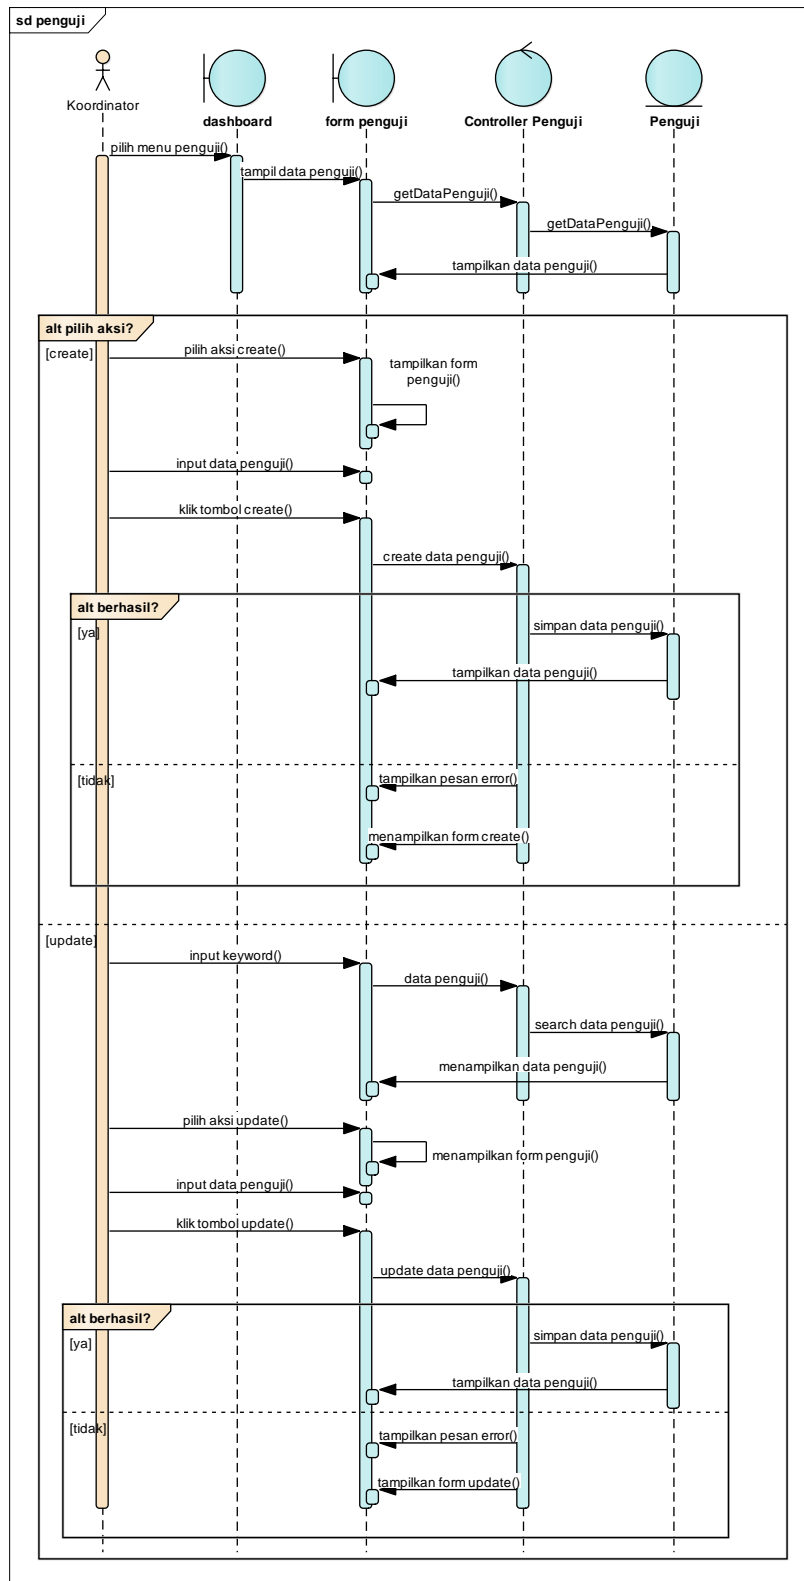 sd penguji
Koordinator
dashboard
form penguji
Controller Penguji
Penguji
pilih menu penguji()
tampil data penguji()
getDataPenguji()
getDataPenguji()
tampilkan data penguji()
alt pilih aksi?
[create]
pilih aksi create()
tampilkan form
penguji()
input data penguji()
klik tombol create()
create data penguji()
alt berhasil?
[ya]
simpan data penguji()
tampilkan data penguji()
[tidak]
tampilkan pesan error()
menampilkan form create()
[update]
input keyword()
data penguji()
search data penguji()
menampilkan data penguji()
pilih aksi update()
menampilkan form penguji()
input data penguji()
klik tombol update()
update data penguji()
alt berhasil?
[ya]
simpan data penguji()
tampilkan data penguji()
[tidak]
tampilkan pesan error()
tampilkan form update()